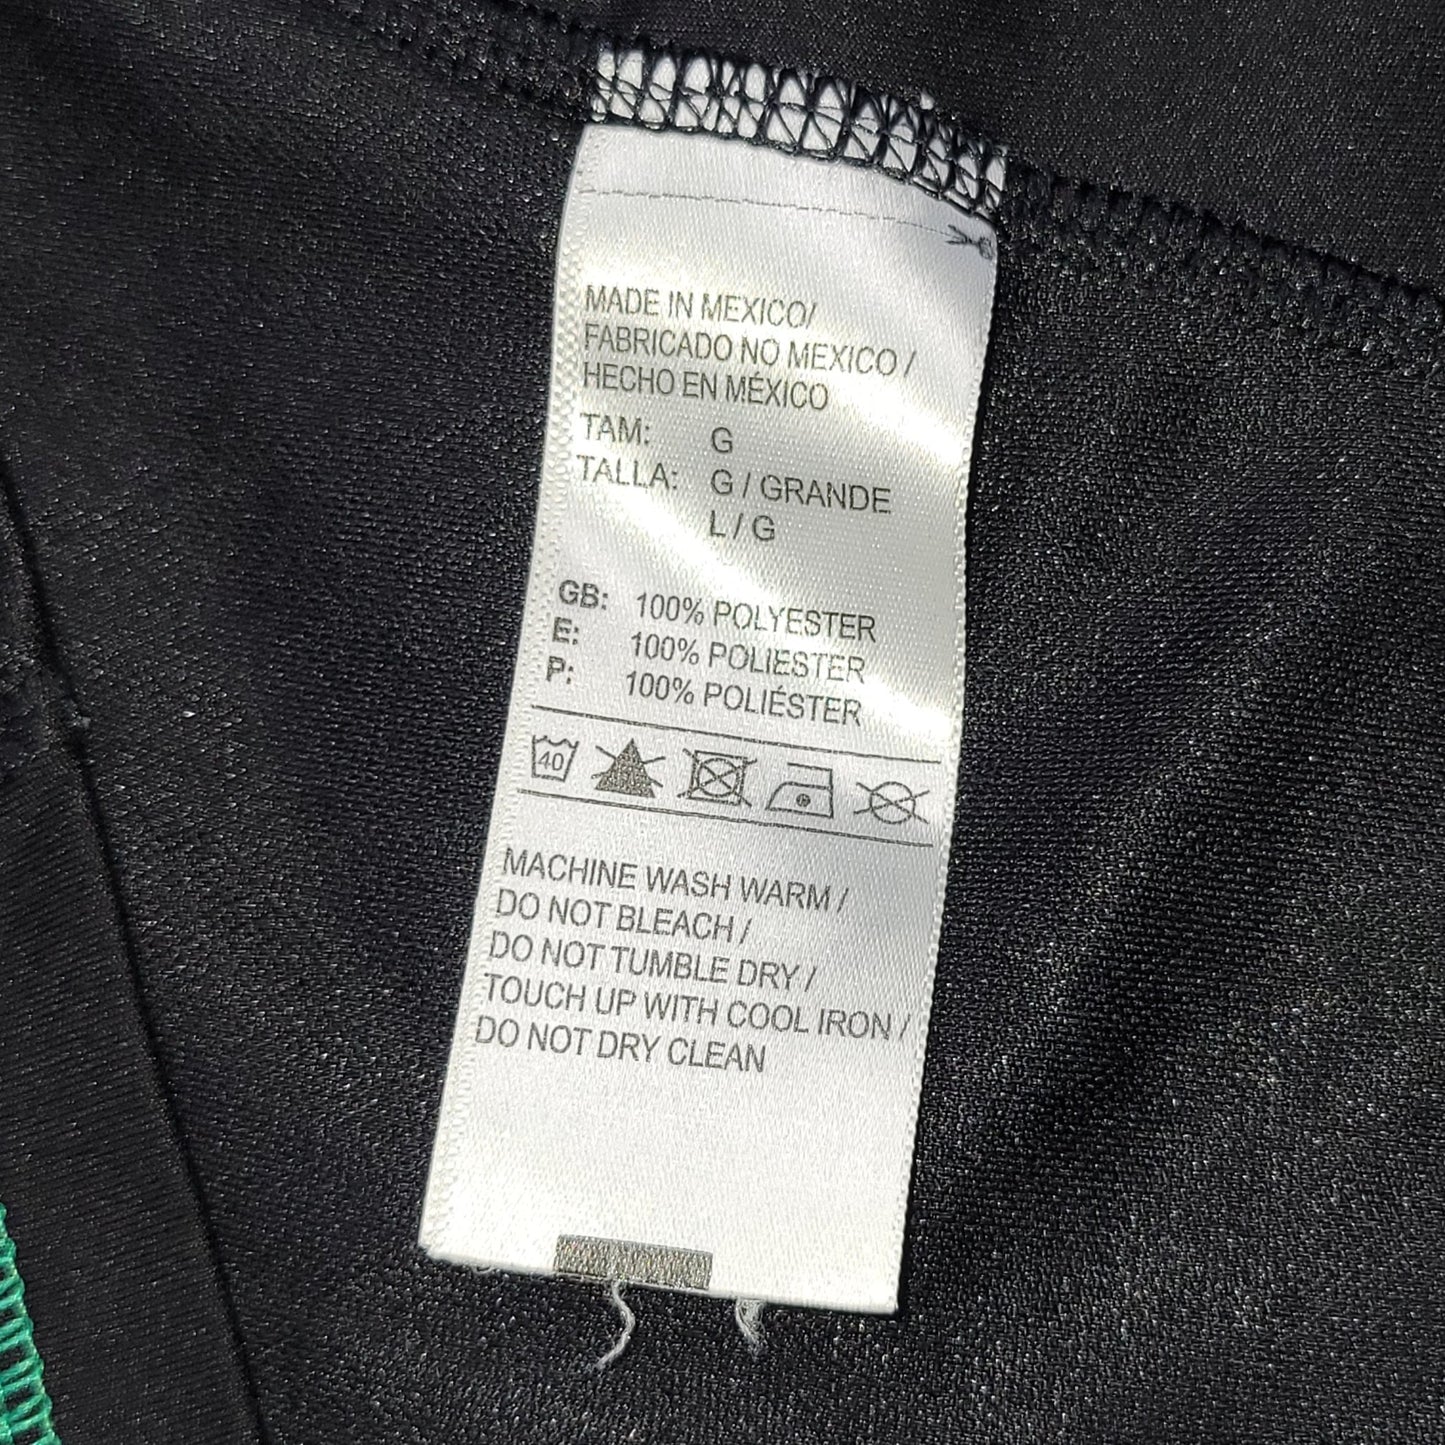 MADE IN MEXICO/
FABRICADO NO MEXICO /
HECHO EN MÉXICO
TAM: G
TALLA: G / GRANDE
L / G
GB: 100% POLYESTER
E: 100% POLIESTER
P: 100% POLIÉSTER
40
MACHINE WASH WARM /
DO NOT BLEACH /
DO NOT TUMBLE DRY /
TOUCH UP WITH COOL IRON /
DO NOT DRY CLEAN